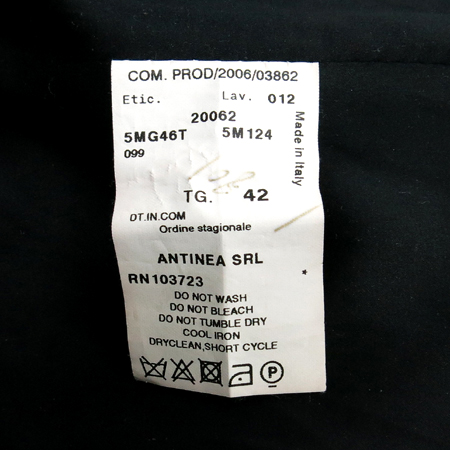 COM. PROD/2006/03862
Etic. Lav. 012
20062
5MG46T 5M124
099
Made in Italy
TG. 42
DT.IN.COM
Ordine stagionale
ANTINEA SRL
*
RN103723
DO NOT WASH
DO NOT BLEACH
DO NOT TUMBLE DRY
COOL IRON
DRYCLEAN,SHORT CYCLE
P